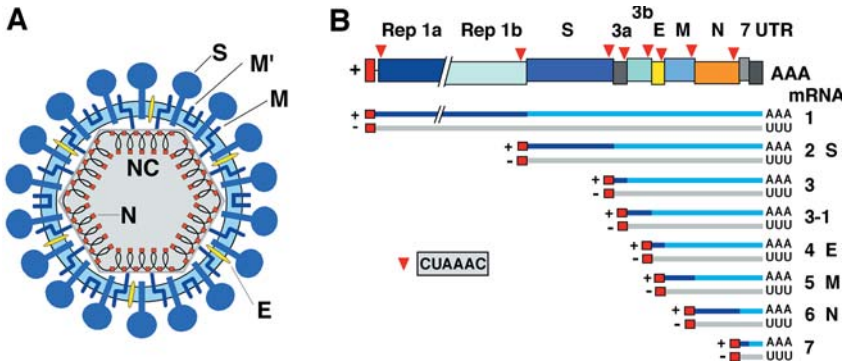 A
S
M'
M
NC
N
E
B
Rep 1a Rep 1b S 3a 3b E M N 7 UTR
+ AAA
mRNA
+ AAA 1
- UUU
+ AAA 2 S
- UUU
+ AAA 3
- UUU
+ AAA 3-1
- UUU
+ AAA 4 E
- UUU
CUAAAC
+ AAA 5 M
- UUU
+ AAA 6 N
- UUU
+ AAA 7
- UUU